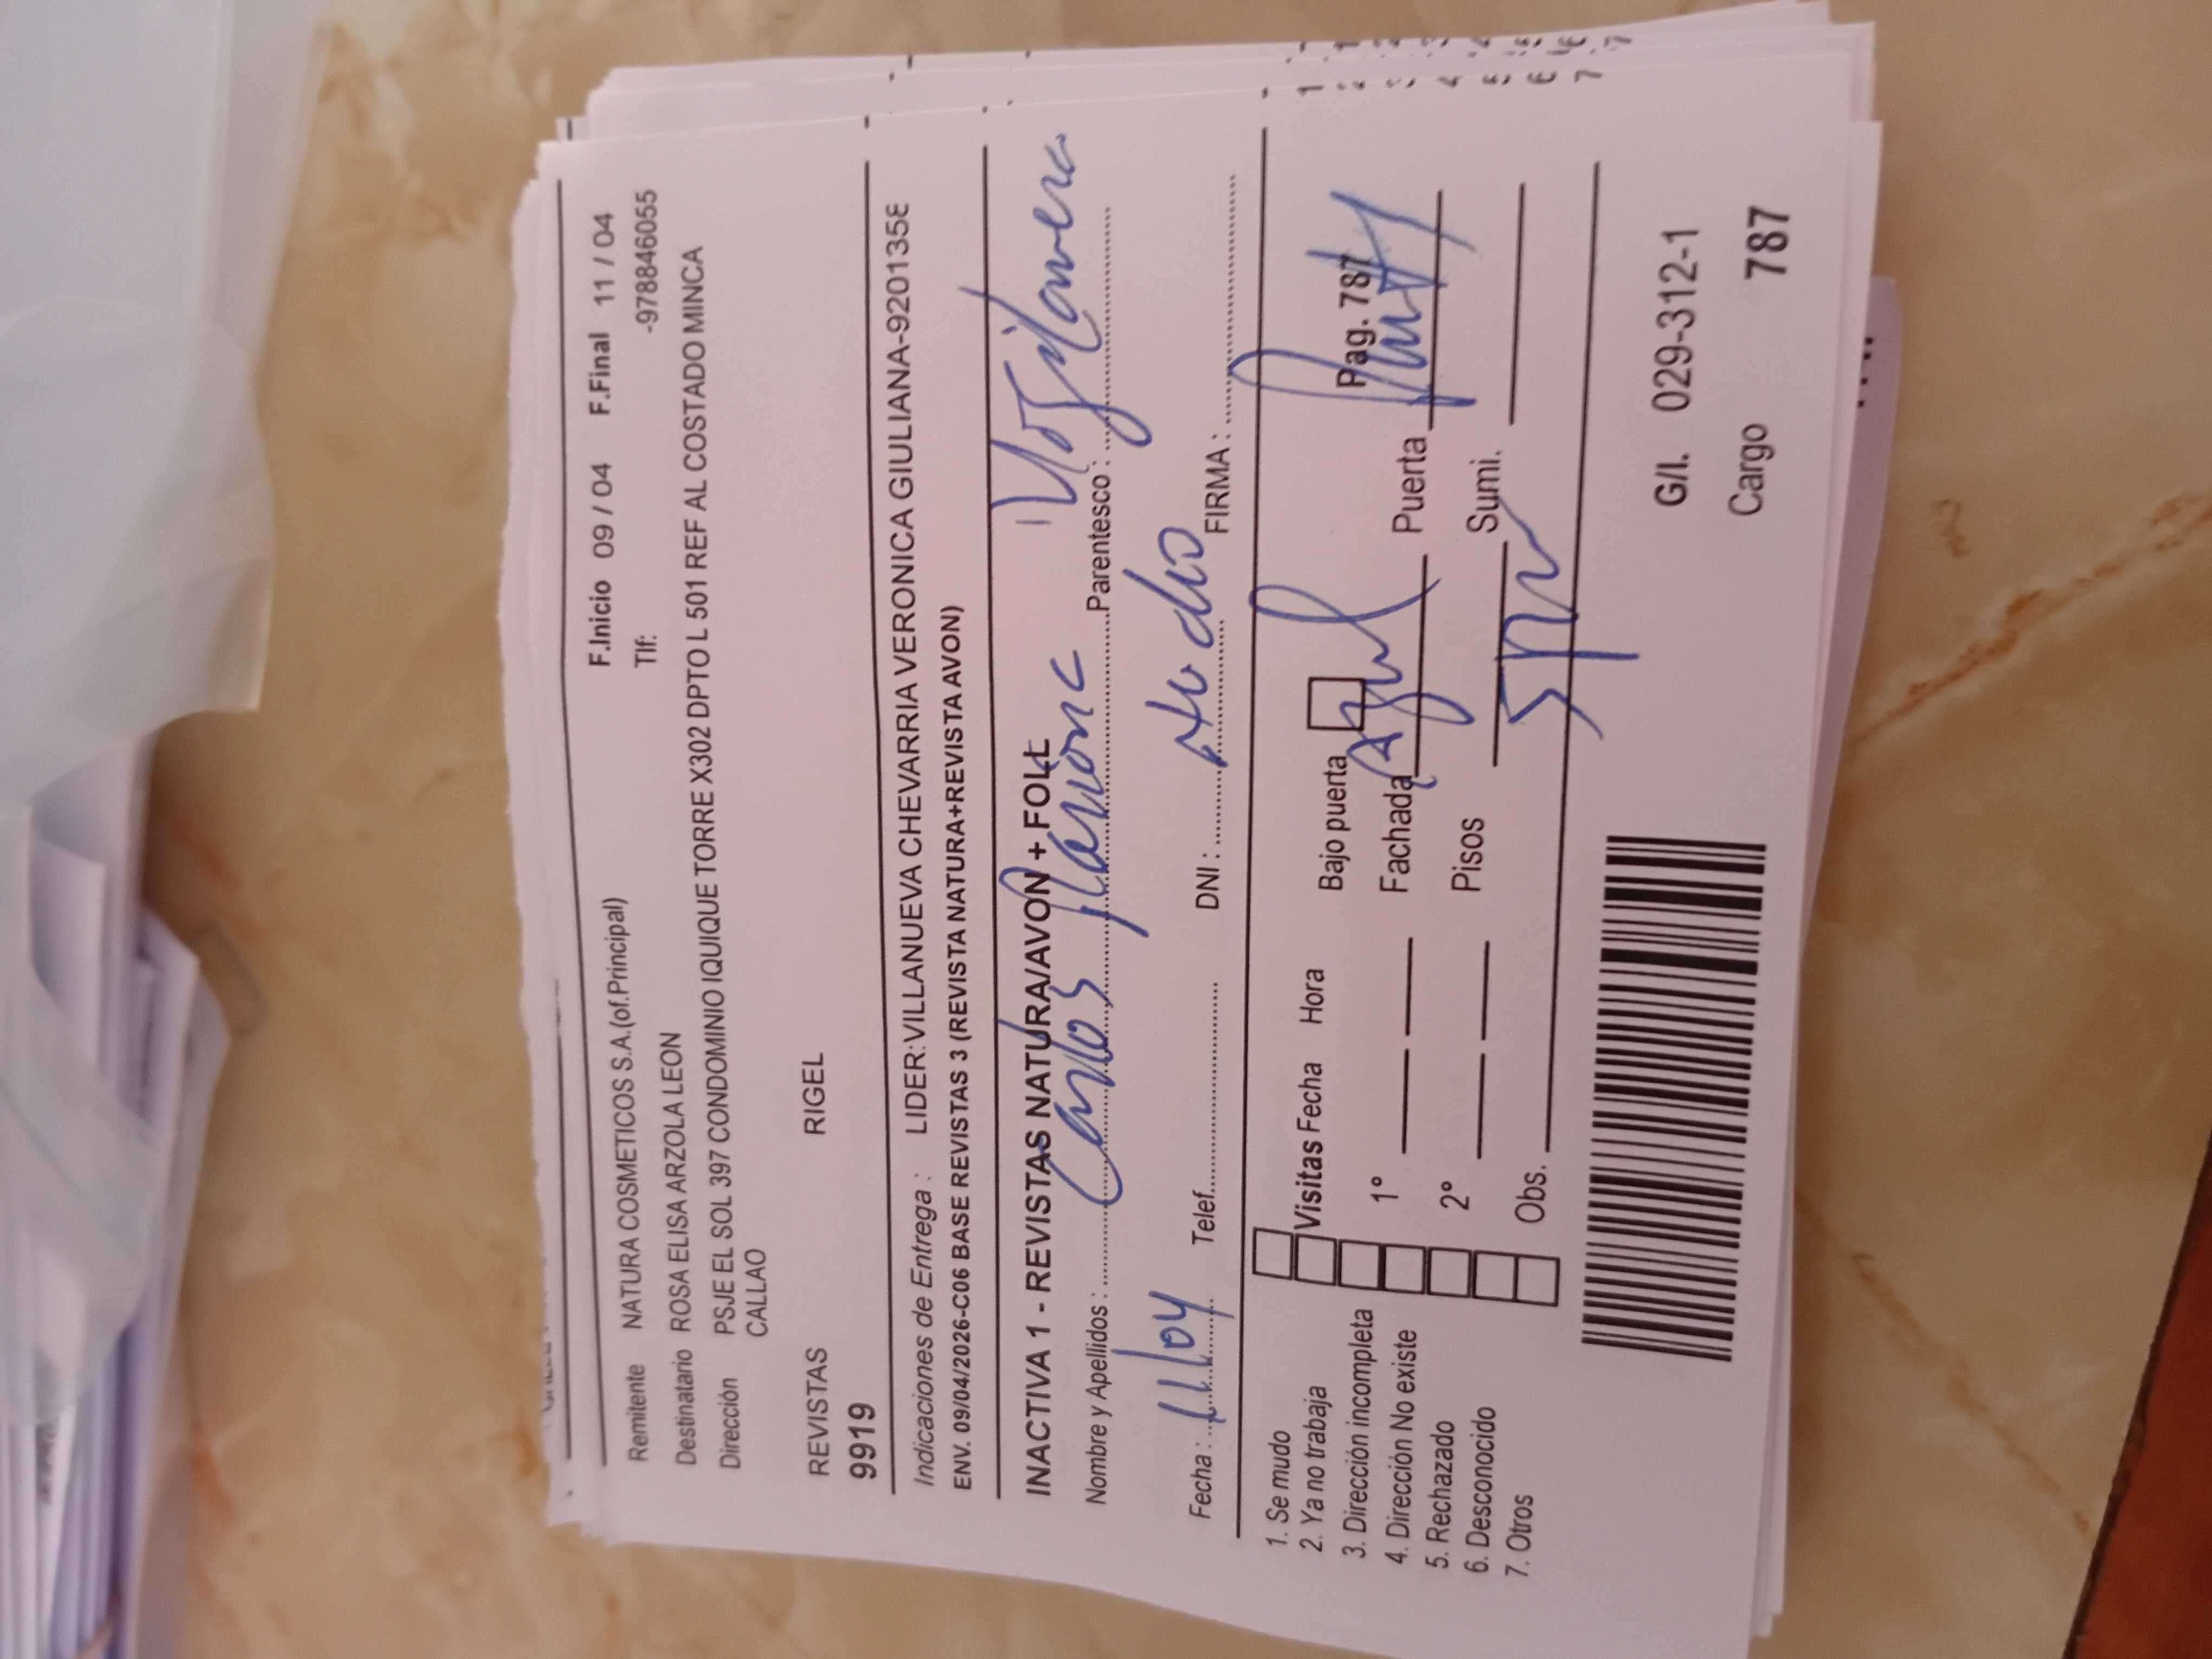 F.Inicio 09 / 04 F.Final 11 / 04
Remitente NATURA COSMETICOS S.A.(of.Principal) Tlf: -978846055
Destinatario ROSA ELISA ARZOLA LEON
Dirección PSJE EL SOL 397 CONDOMINIO IQUIQUE TORRE X302 DPTO L 501 REF AL COSTADO MINCA
CALLAO
REVISTAS RIGEL
9919
Indicaciones de Entrega : LIDER:VILLANUEVA CHEVARRIA VERONICA GIULIANA-920135E
ENV. 09/04/2026-C06 BASE REVISTAS 3 (REVISTA NATURA+REVISTA AVON)
INACTIVA 1 - REVISTAS NATURA/AVON + FOLL
Nombre y Apellidos : Carlos Parentesco : Vigilancia
Fecha : 11/04 Telef. DNI : No dio FIRMA :
1. Se mudo
2. Ya no trabaja
3. Dirección incompleta
4. Dirección No existe
5. Rechazado
6. Desconocido
7. Otros
Visitas Fecha Hora Bajo puerta Pag. 787
1° Fachada Azul Puerta
2° Pisos 5 Sumi.
Obs.
G/I. 029-312-1
Cargo 787